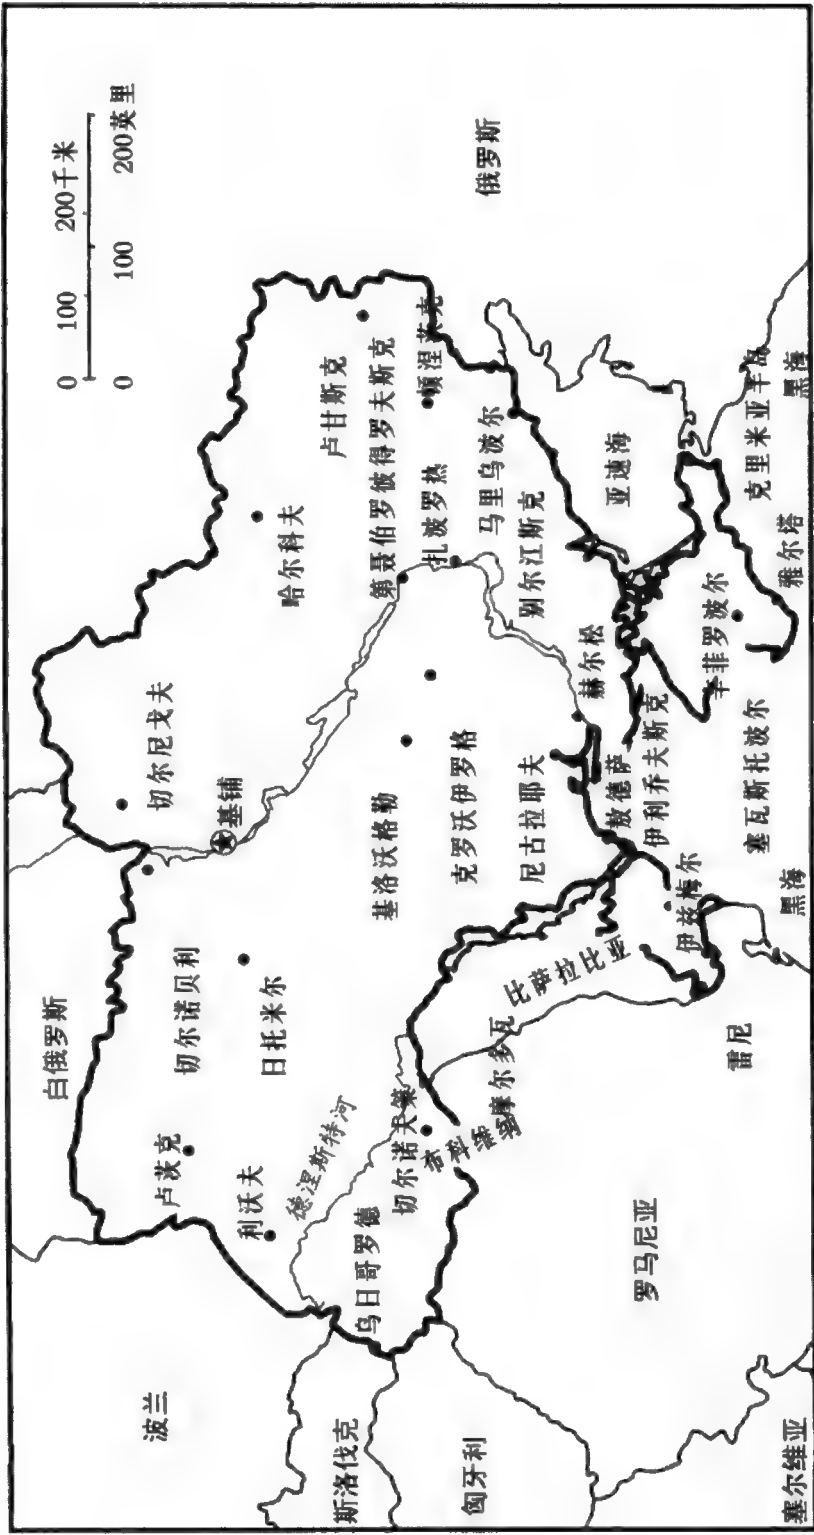 0 100 200千米
0 100 200英里
白俄罗斯
俄罗斯
波兰
斯洛伐克
匈牙利
塞尔维亚
罗马尼亚
摩尔多瓦
比萨拉比亚
切尔尼戈夫
基铺
切尔诺贝利
日托米尔
卢茨克
利沃夫
德涅斯特河
乌日哥罗德
切尔诺夫策
哈尔科夫
卢甘斯克
第聂伯罗彼得罗夫斯克
顿涅茨克
扎波罗热
马里乌波尔
别尔江斯克
基洛沃格勒
克罗沃伊罗格
尼古拉耶夫
赫尔松
敖德萨
伊利乔夫斯克
伊兹梅尔
雷尼
亚速海
克里米亚半岛
辛菲罗波尔
雅尔塔
塞瓦斯托波尔
黑海
黑海